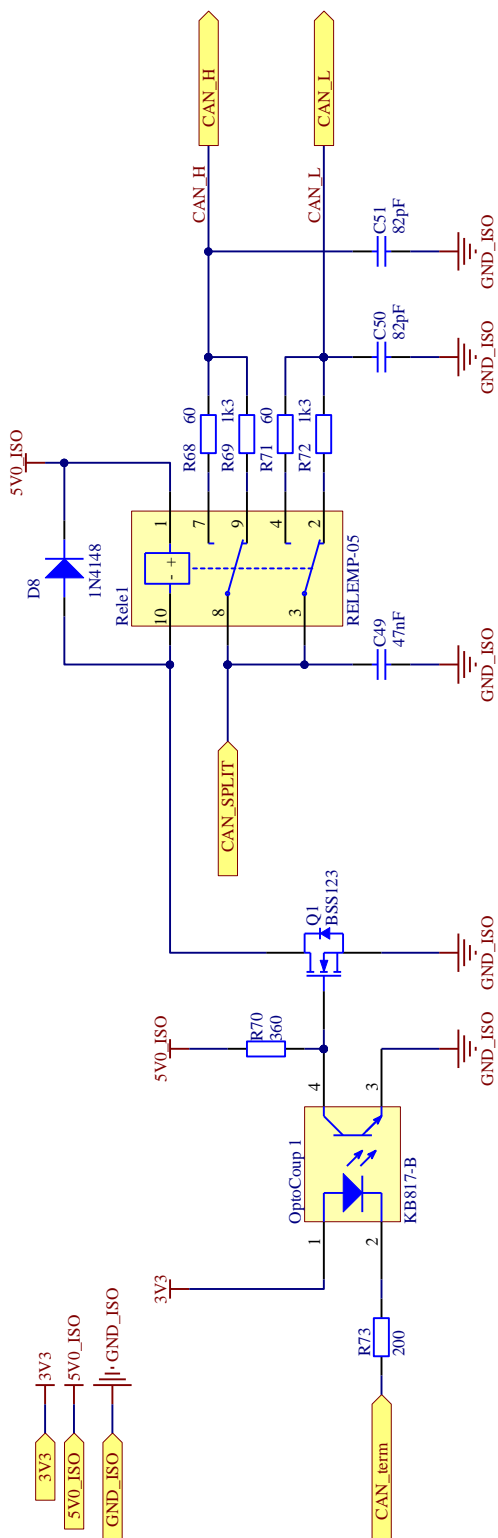 3V3
3V3
5V0_ISO
5V0_ISO
GND_ISO
GND_ISO
CAN_term
R73
200
3V3
1
2
OptoCoup 1
KB817-B
4
3
5V0_ISO
R70
360
GND_ISO
Q1
BSS123
GND_ISO
CAN_SPLIT
D8
1N4148
5V0_ISO
Rele1
RELEMP-05
10
1
- +
8
3
7
9
4
2
C49
47nF
GND_ISO
R68
60
R69
1k3
R71
60
R72
1k3
C50
82pF
GND_ISO
C51
82pF
GND_ISO
CAN_H
CAN_H
CAN_L
CAN_L